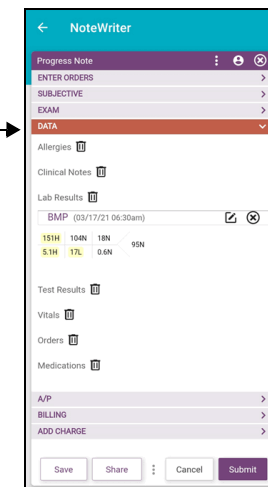 NoteWriter
Progress Note
ENTER ORDERS
SUBJECTIVE
EXAM
DATA
Allergies
Clinical Notes
Lab Results
BMP (03/17/21 06:30am)
151H 104N 18N
95N
5.1H 17L 0.6N
Test Results
Vitals
Orders
Medications
A/P
BILLING
ADD CHARGE
Save Share Cancel Submit